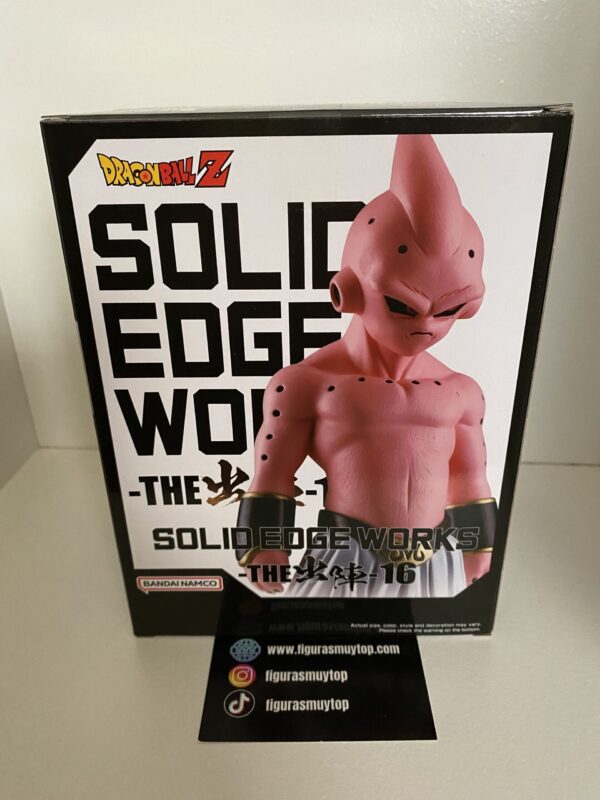 DRAGONBALL Z
SOLID
EDGE
WO
-THE出
SOLID EDGE WORKS
-THE出陣-16
BANDAI NAMCO
Actual size, color, style and decoration may vary.
Please check the warning on the bottom.
www.figurasmuytop.com
figurasmuytop
figurasmuytop